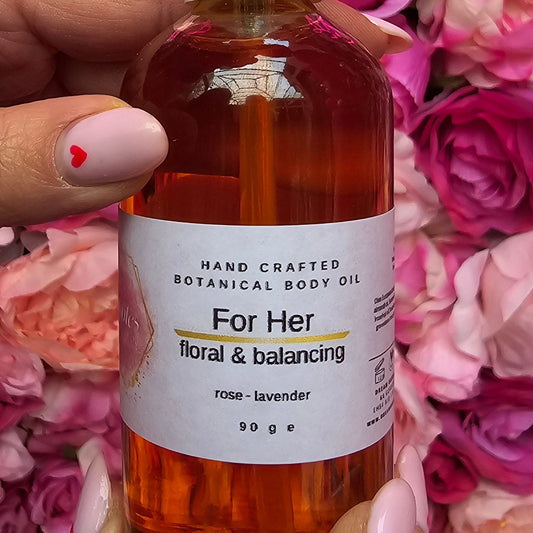 HAND CRAFTED
BOTANICAL BODY OIL
For Her
floral & balancing
rose - lavender
90 g e